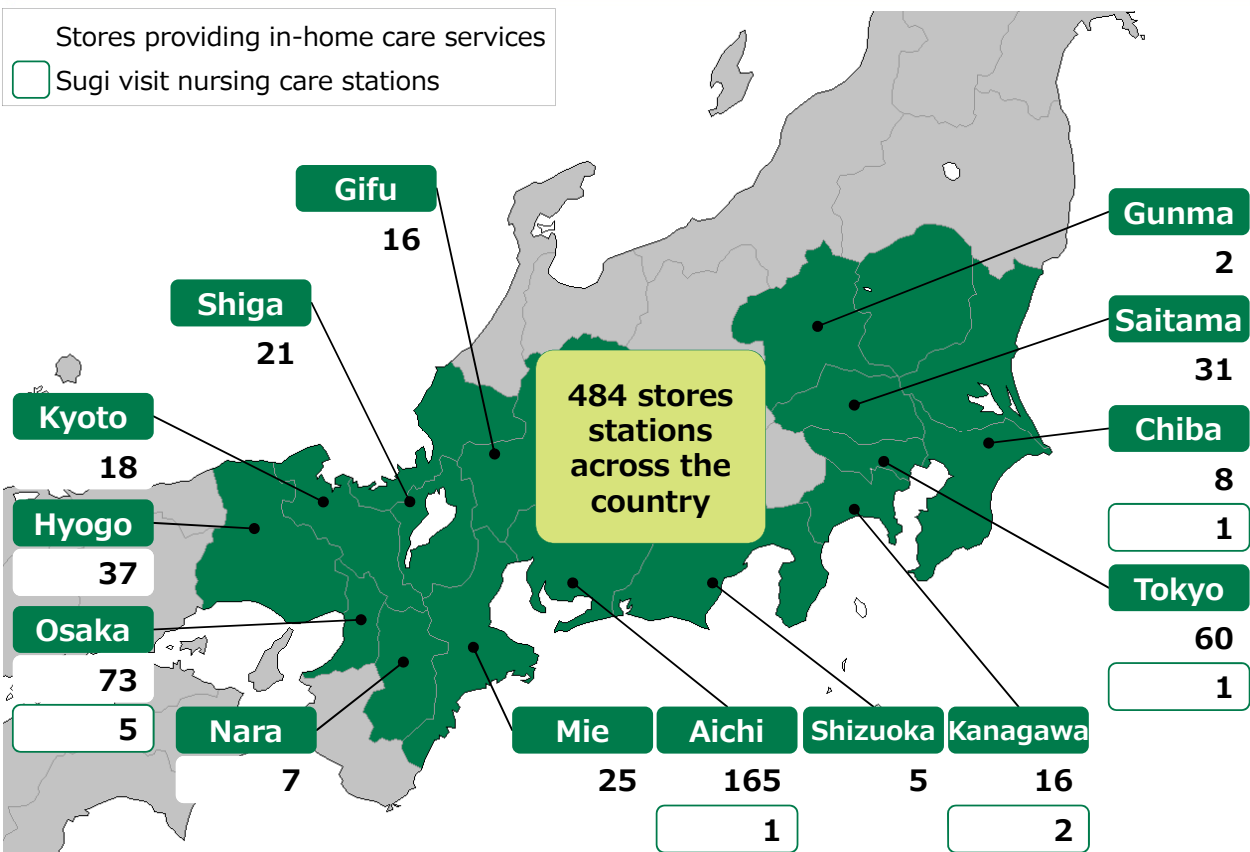 Stores providing in-home care services
Sugi visit nursing care stations
Gifu
16
Shiga
21
Kyoto
18
Hyogo
37
Osaka
73
5
Nara
7
Mie
25
Aichi
165
1
Shizuoka
5
Kanagawa
16
2
484 stores
stations
across the
country
Gunma
2
Saitama
31
Chiba
8
1
Tokyo
60
1